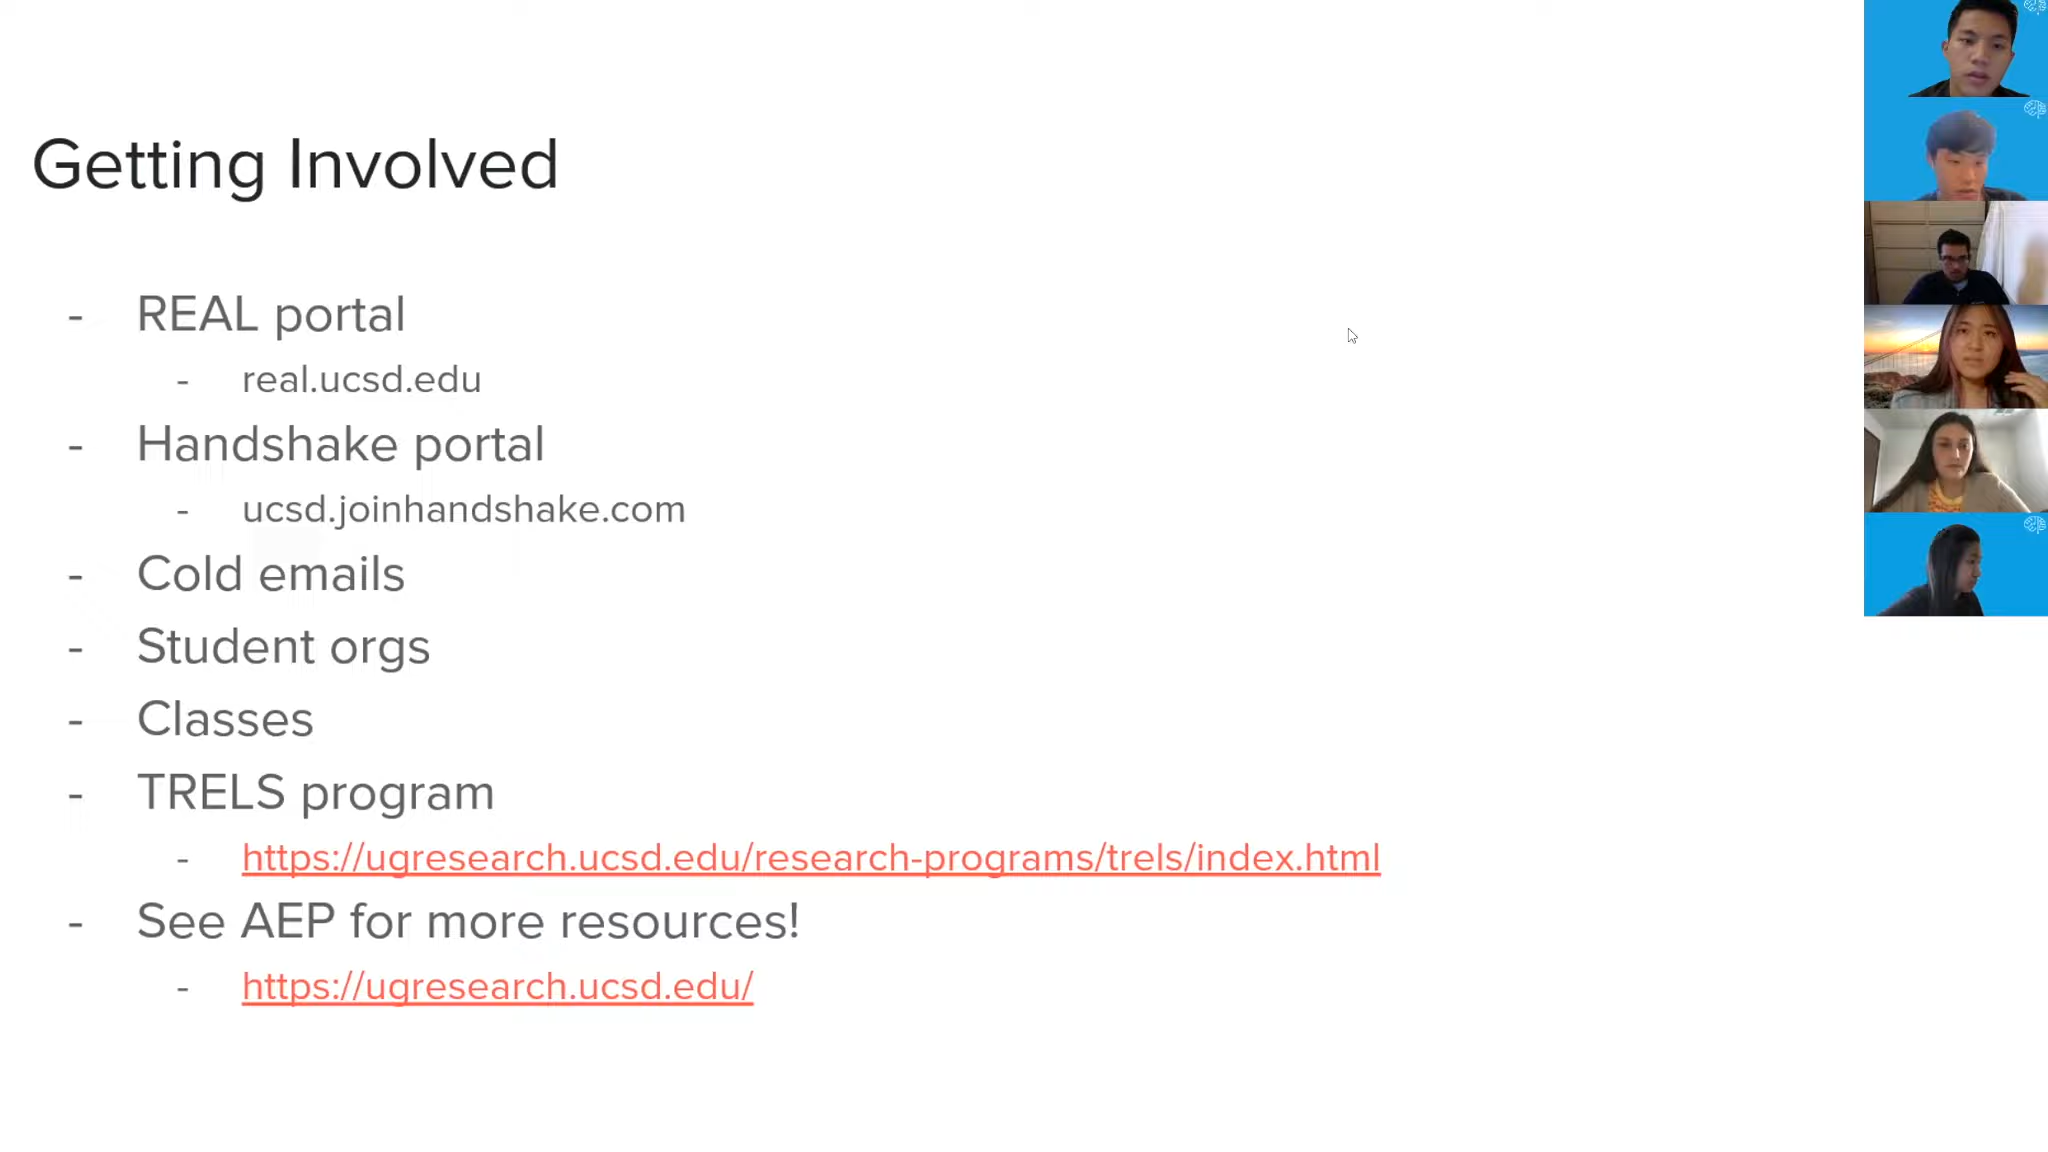 Getting Involved
- REAL portal
- real.ucsd.edu
- Handshake portal
- ucsd.joinhandshake.com
- Cold emails
- Student orgs
- Classes
- TRELS program
- https://ugresearch.ucsd.edu/research-programs/trels/index.html
- See AEP for more resources!
- https://ugresearch.ucsd.edu/